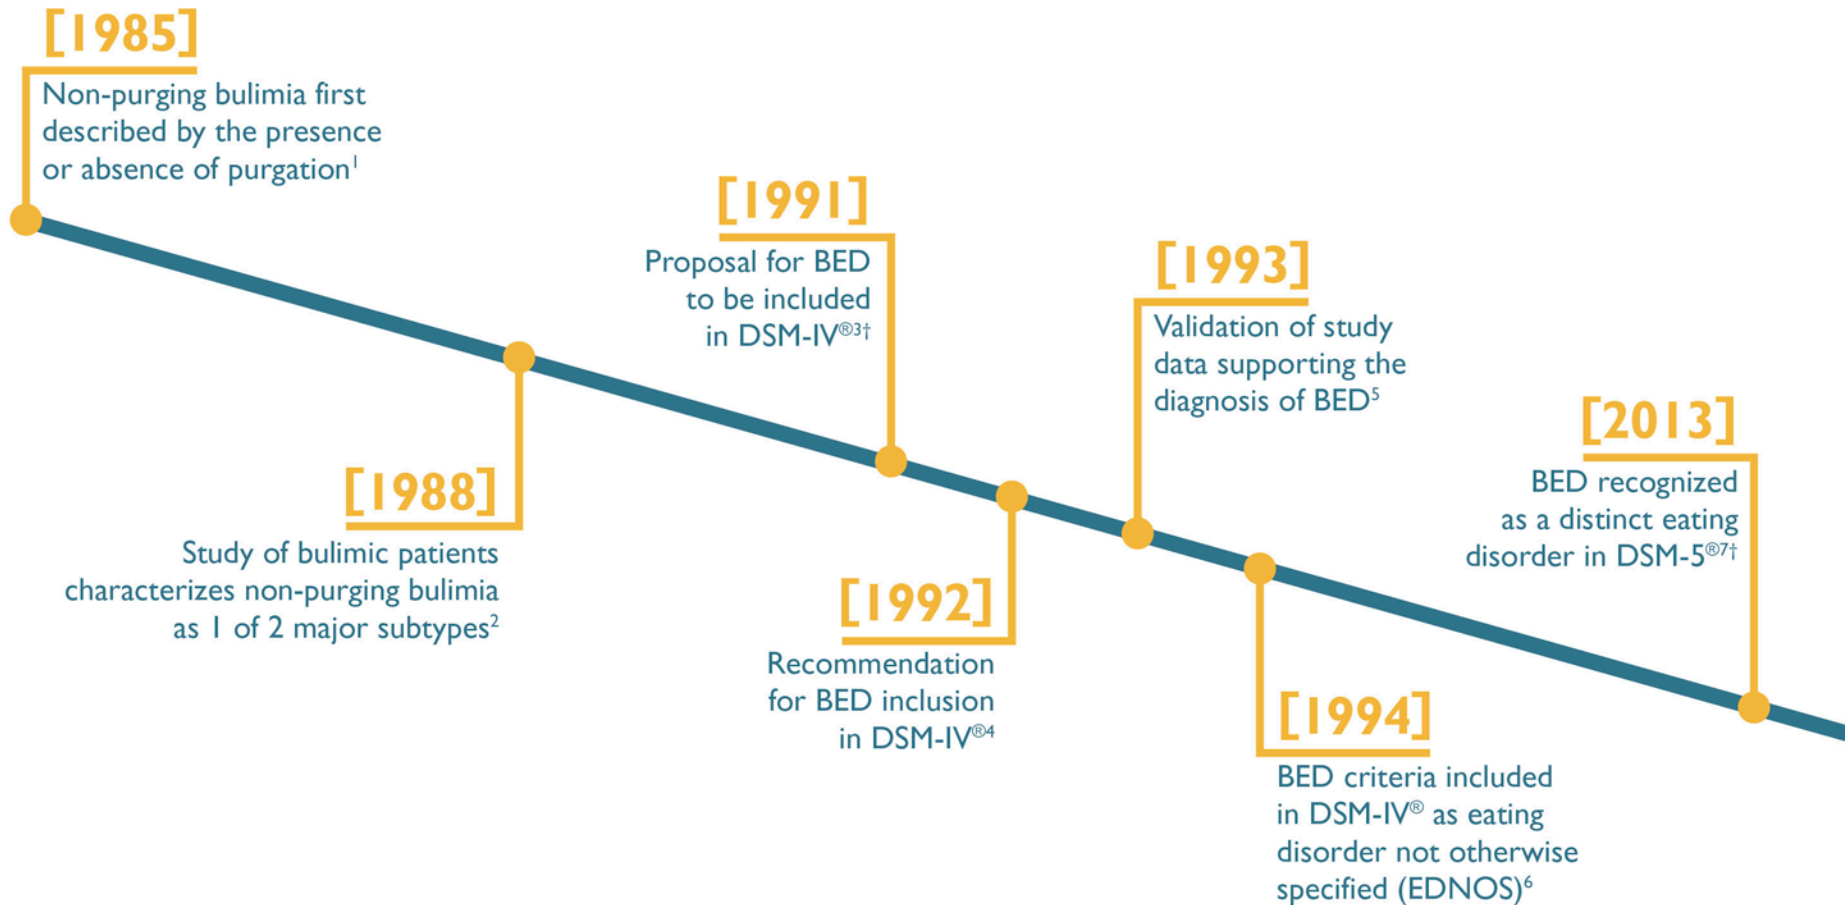 [1985]
Non-purging bulimia first
described by the presence
or absence of purgation¹
[1988]
Study of bulimic patients
characterizes non-purging bulimia
as 1 of 2 major subtypes²
[1991]
Proposal for BED
to be included
in DSM-IV®³†
[1992]
Recommendation
for BED inclusion
in DSM-IV®⁴
[1993]
Validation of study
data supporting the
diagnosis of BED⁵
[1994]
BED criteria included
in DSM-IV® as eating
disorder not otherwise
specified (EDNOS)⁶
[2013]
BED recognized
as a distinct eating
disorder in DSM-5®⁷†